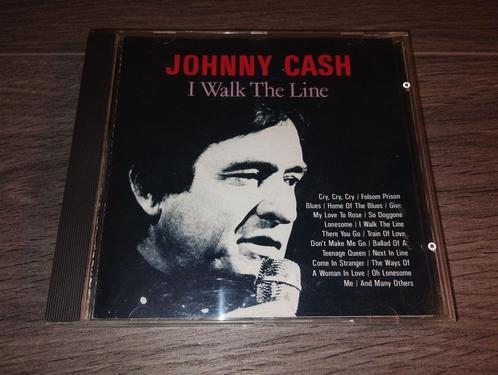 JOHNNY CASH
I Walk The Line
Cry, Cry, Cry / Folsom Prison
Blues / Home Of The Blues / Give
My Love To Rose / So Doggone
Lonesome / I Walk The Line
There You Go / Train Of Love
Don't Make Me Go / Ballad Of A
Teenage Queen / Next In Line
Come In Stranger / The Ways Of
A Woman In Love / Oh Lonesome
Me / And Many Others